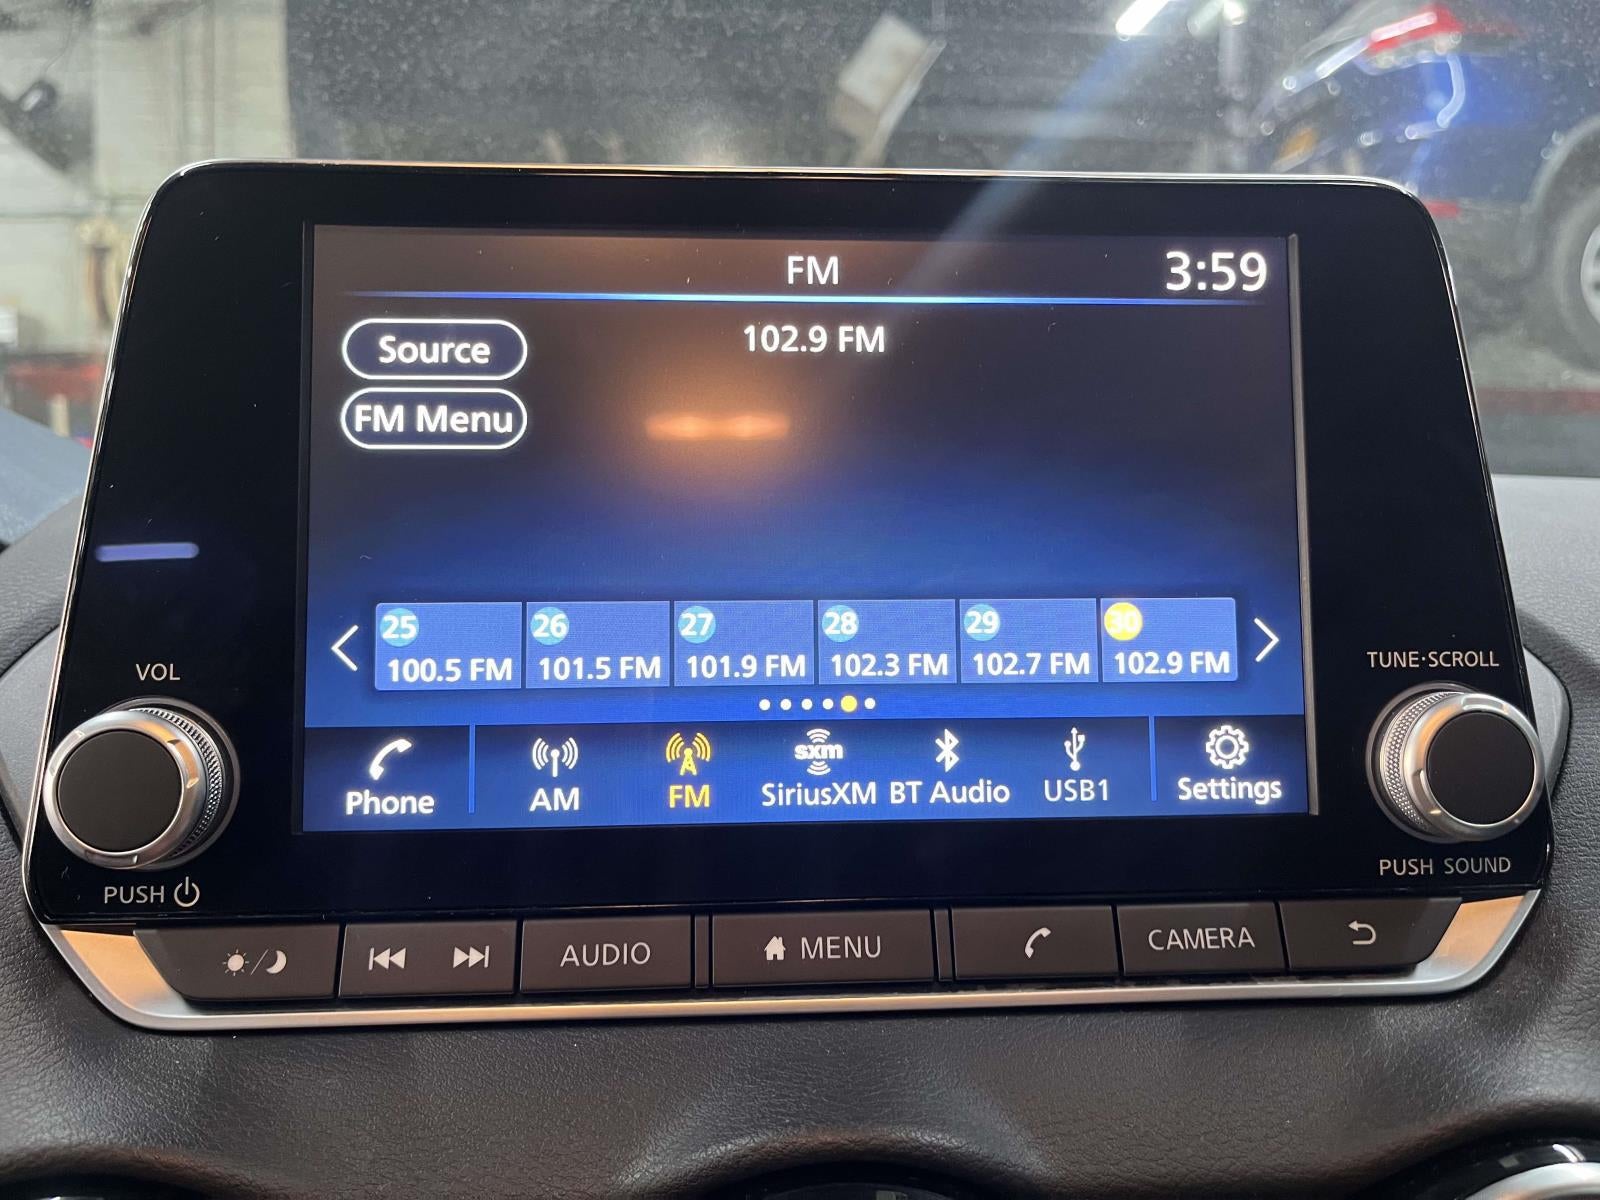 FM 3:59
Source
102.9 FM
FM Menu
25 26 27 28 29 30
100.5 FM 101.5 FM 101.9 FM 102.3 FM 102.7 FM 102.9 FM
VOL
TUNE·SCROLL
sxm
Phone AM FM SiriusXM BT Audio USB1 Settings
PUSH
PUSH SOUND
AUDIO MENU CAMERA